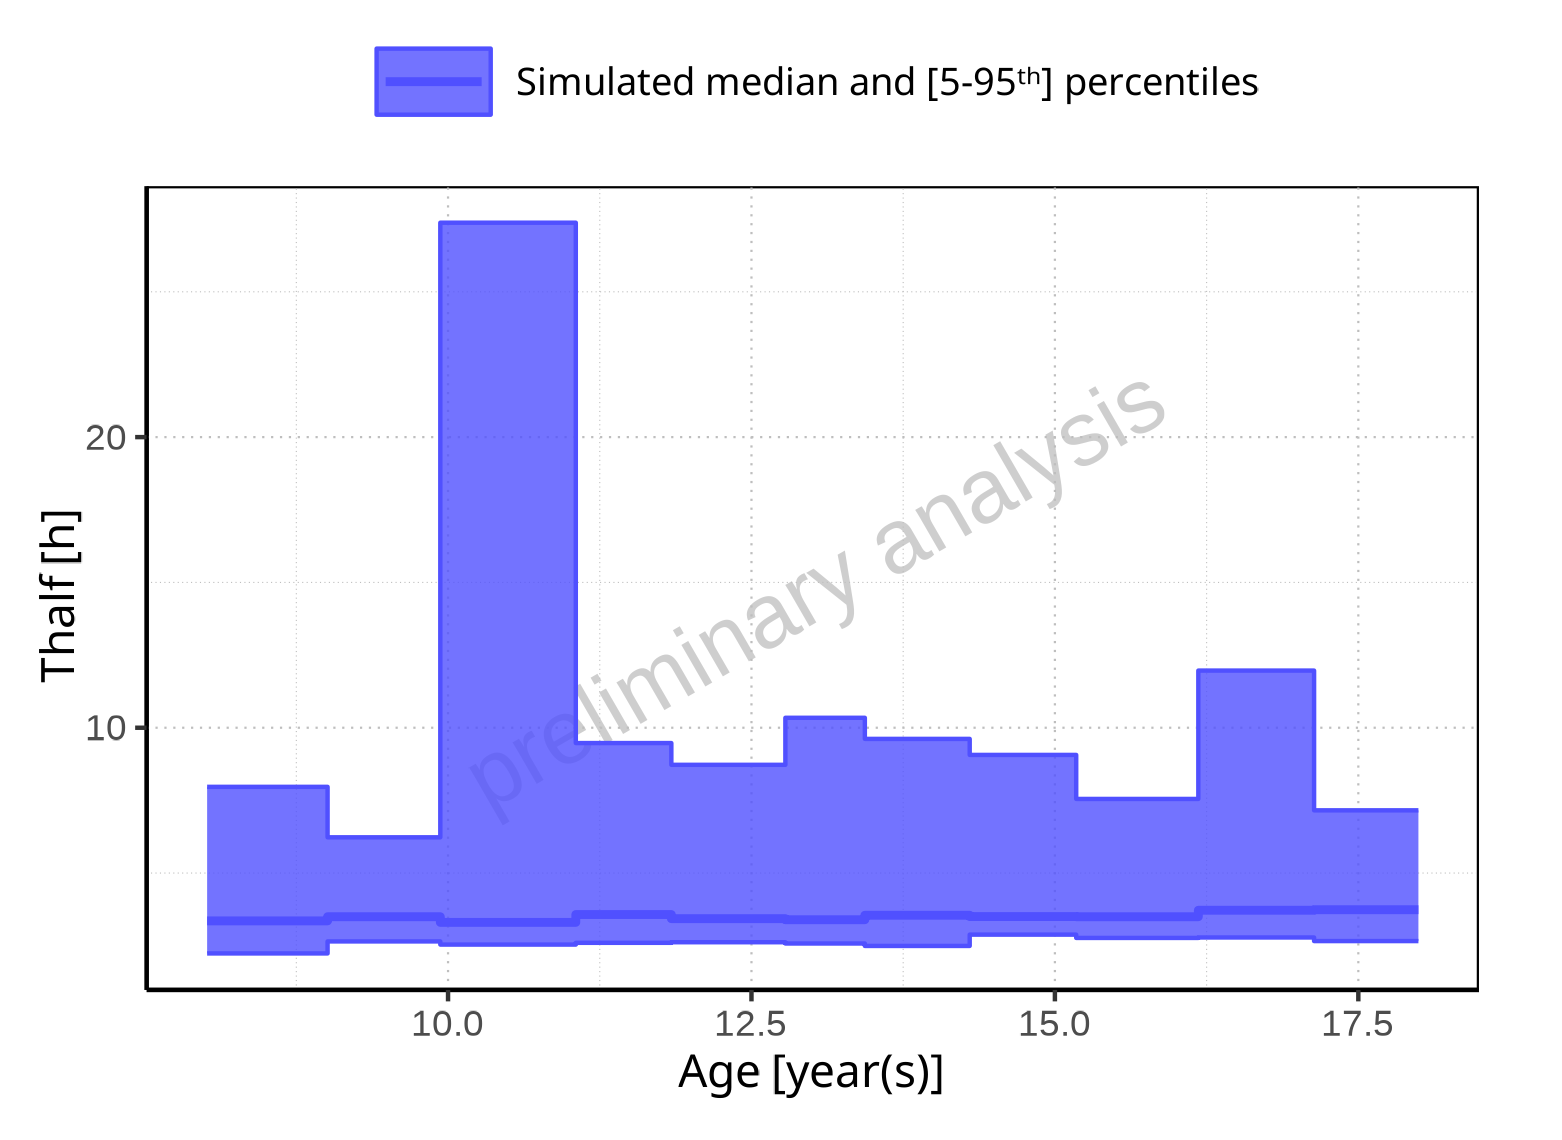 Simulated median and [5-95ᵗʰ] percentiles
20
10
Thalf [h]
preliminary analysis
10.0 12.5 15.0 17.5
Age [year(s)]